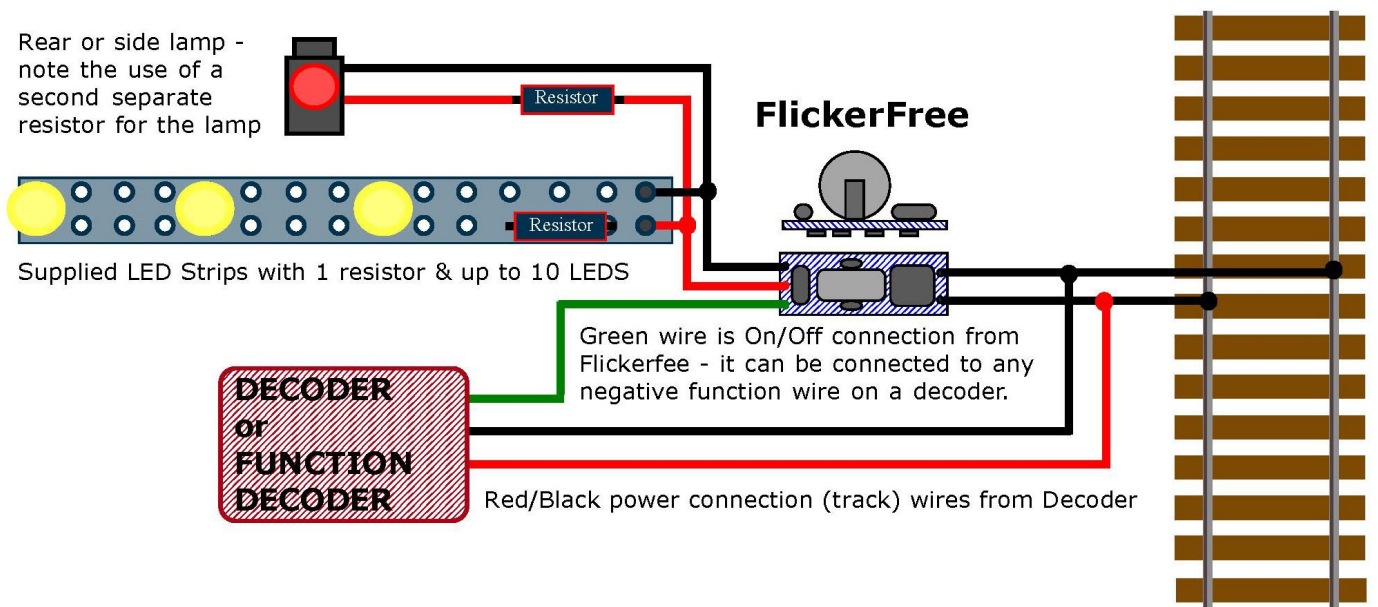 Rear or side lamp -
note the use of a
second separate
resistor for the lamp
Resistor
FlickerFree
Resistor
Supplied LED Strips with 1 resistor & up to 10 LEDS
Green wire is On/Off connection from
Flickerfee - it can be connected to any
negative function wire on a decoder.
DECODER
or
FUNCTION
DECODER
Red/Black power connection (track) wires from Decoder